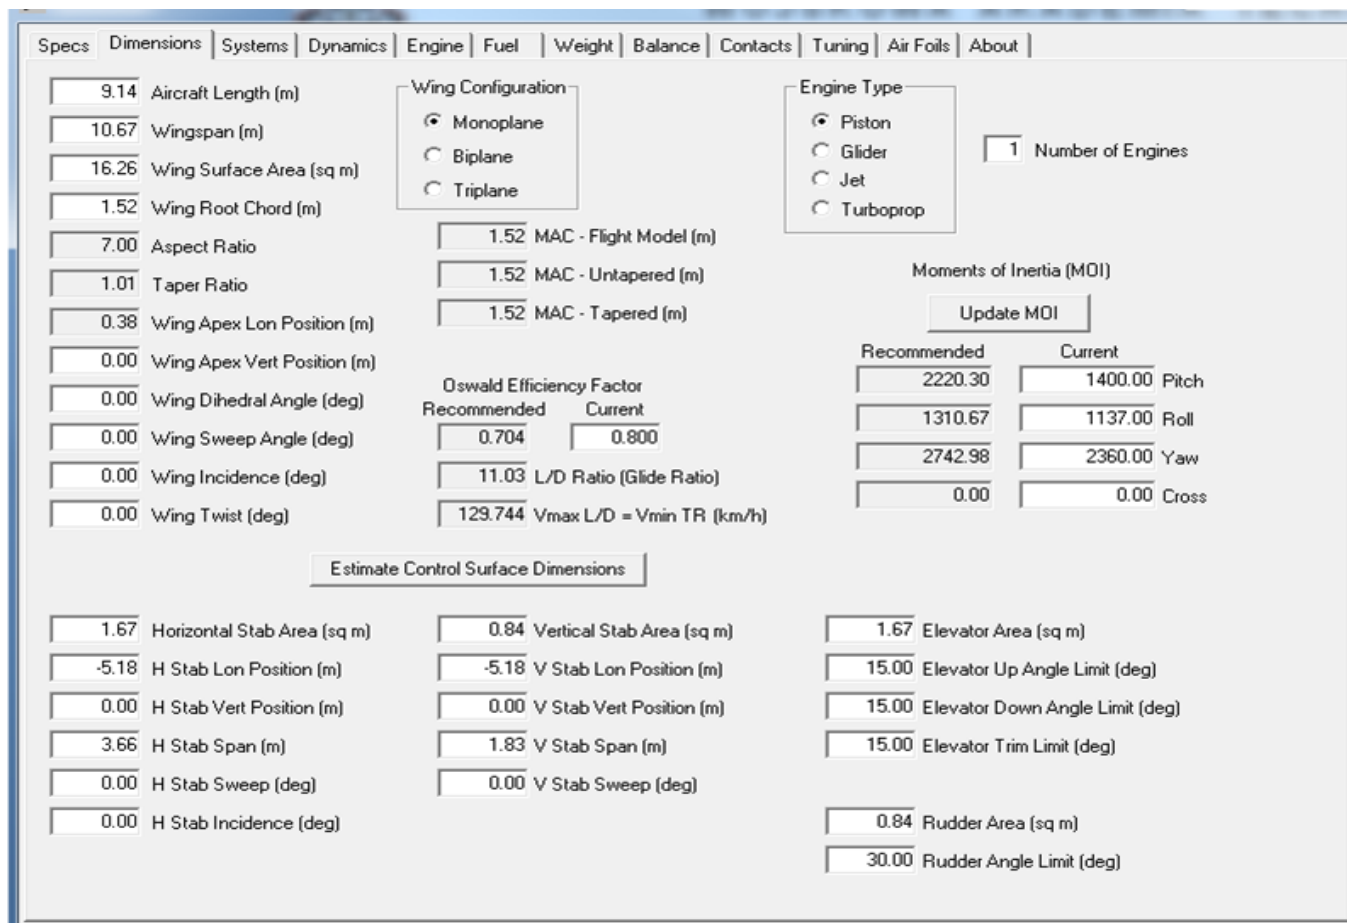 Specs Dimensions Systems Dynamics Engine Fuel Weight Balance Contacts Tuning Air Foils About
9.14 Aircraft Length (m)
10.67 Wingspan (m)
16.26 Wing Surface Area (sq m)
1.52 Wing Root Chord (m)
7.00 Aspect Ratio
1.01 Taper Ratio
0.38 Wing Apex Lon Position (m)
0.00 Wing Apex Vert Position (m)
0.00 Wing Dihedral Angle (deg)
0.00 Wing Sweep Angle (deg)
0.00 Wing Incidence (deg)
0.00 Wing Twist (deg)
Wing Configuration
Monoplane
Biplane
Triplane
1.52 MAC - Flight Model (m)
1.52 MAC - Untapered (m)
1.52 MAC - Tapered (m)
Oswald Efficiency Factor
Recommended Current
0.704 0.800
11.03 L/D Ratio (Glide Ratio)
129.744 Vmax L/D = Vmin TR (km/h)
Engine Type
Piston
Glider
Jet
Turboprop
1 Number of Engines
Moments of Inertia (MOI)
Update MOI
Recommended Current
2220.30 1400.00 Pitch
1310.67 1137.00 Roll
2742.98 2360.00 Yaw
0.00 0.00 Cross
Estimate Control Surface Dimensions
1.67 Horizontal Stab Area (sq m)
-5.18 H Stab Lon Position (m)
0.00 H Stab Vert Position (m)
3.66 H Stab Span (m)
0.00 H Stab Sweep (deg)
0.00 H Stab Incidence (deg)
0.84 Vertical Stab Area (sq m)
-5.18 V Stab Lon Position (m)
0.00 V Stab Vert Position (m)
1.83 V Stab Span (m)
0.00 V Stab Sweep (deg)
1.67 Elevator Area (sq m)
15.00 Elevator Up Angle Limit (deg)
15.00 Elevator Down Angle Limit (deg)
15.00 Elevator Trim Limit (deg)
0.84 Rudder Area (sq m)
30.00 Rudder Angle Limit (deg)